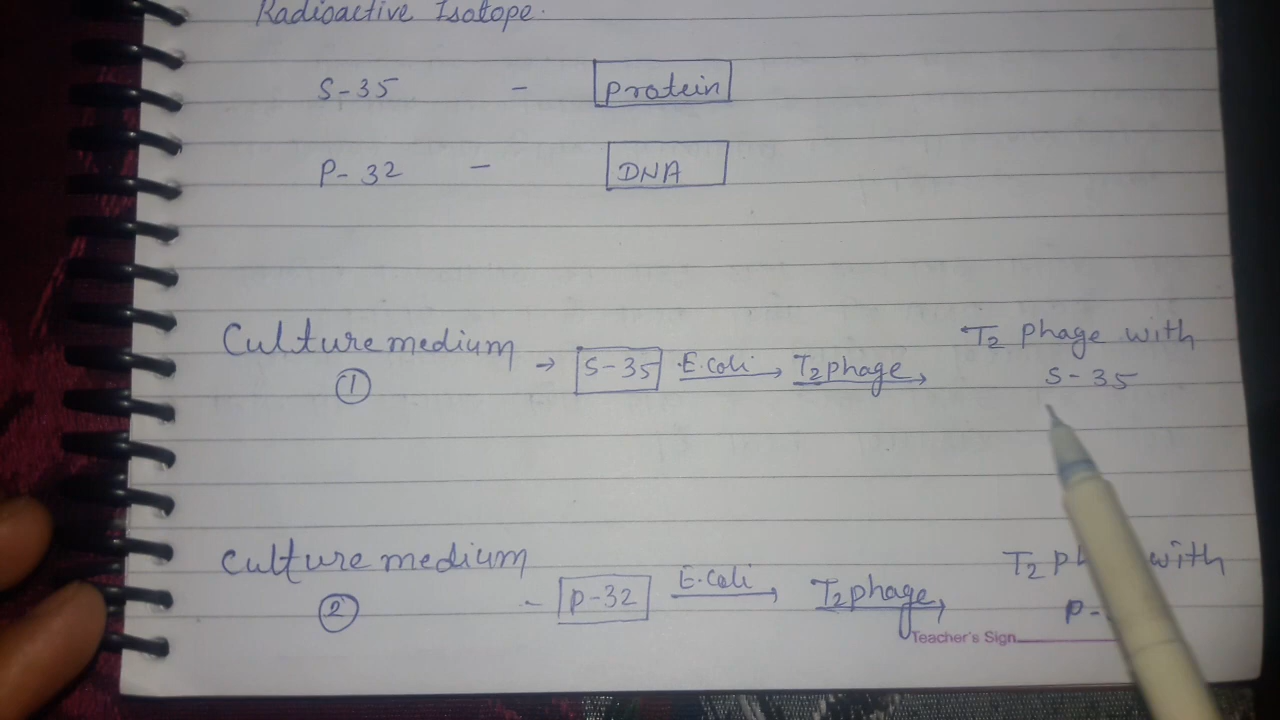 Radioactive Isotope.
S-35 - Protein
P-32 - DNA
Culture medium → S-35 E.Coli T2 phage T2 phage with
① S-35
Culture medium - P-32 E.Coli T2 phage with
② T2 phage
Teacher's Sign